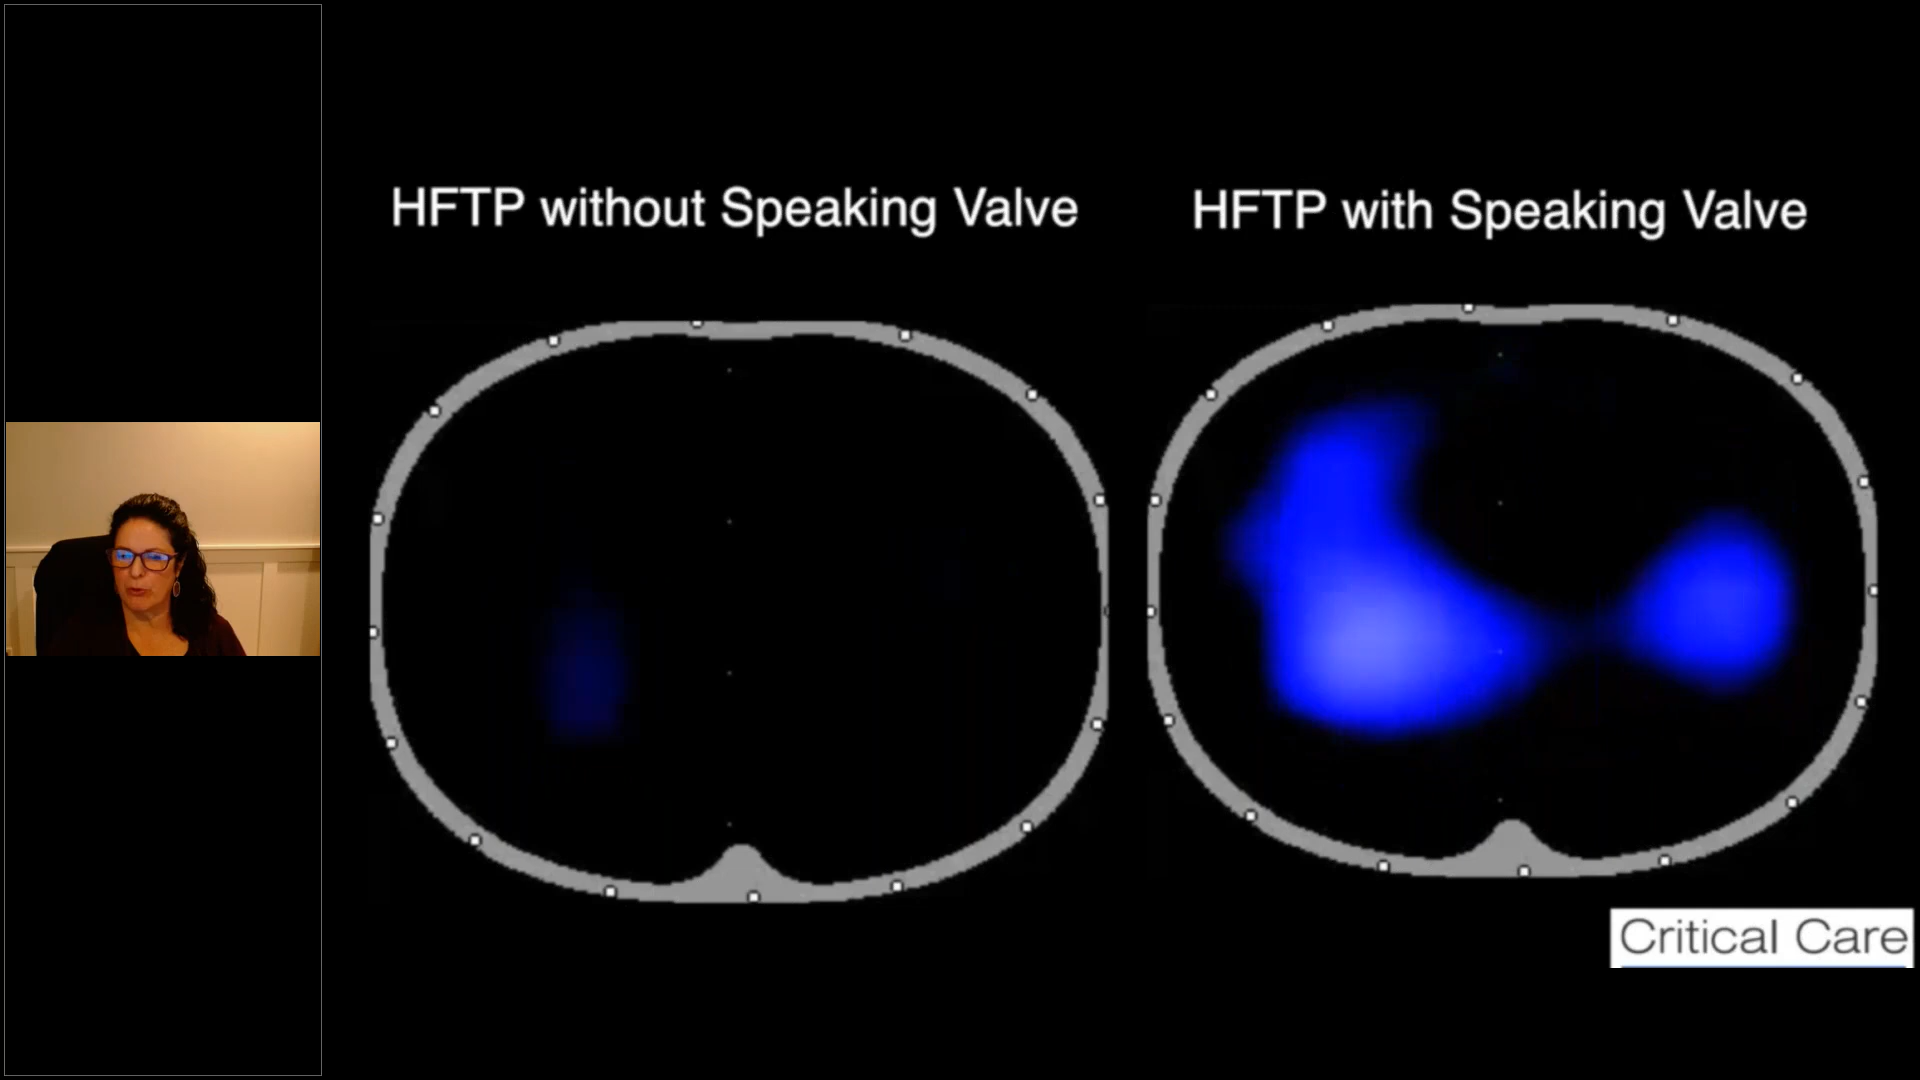 HFTP without Speaking Valve
HFTP with Speaking Valve
Critical Care